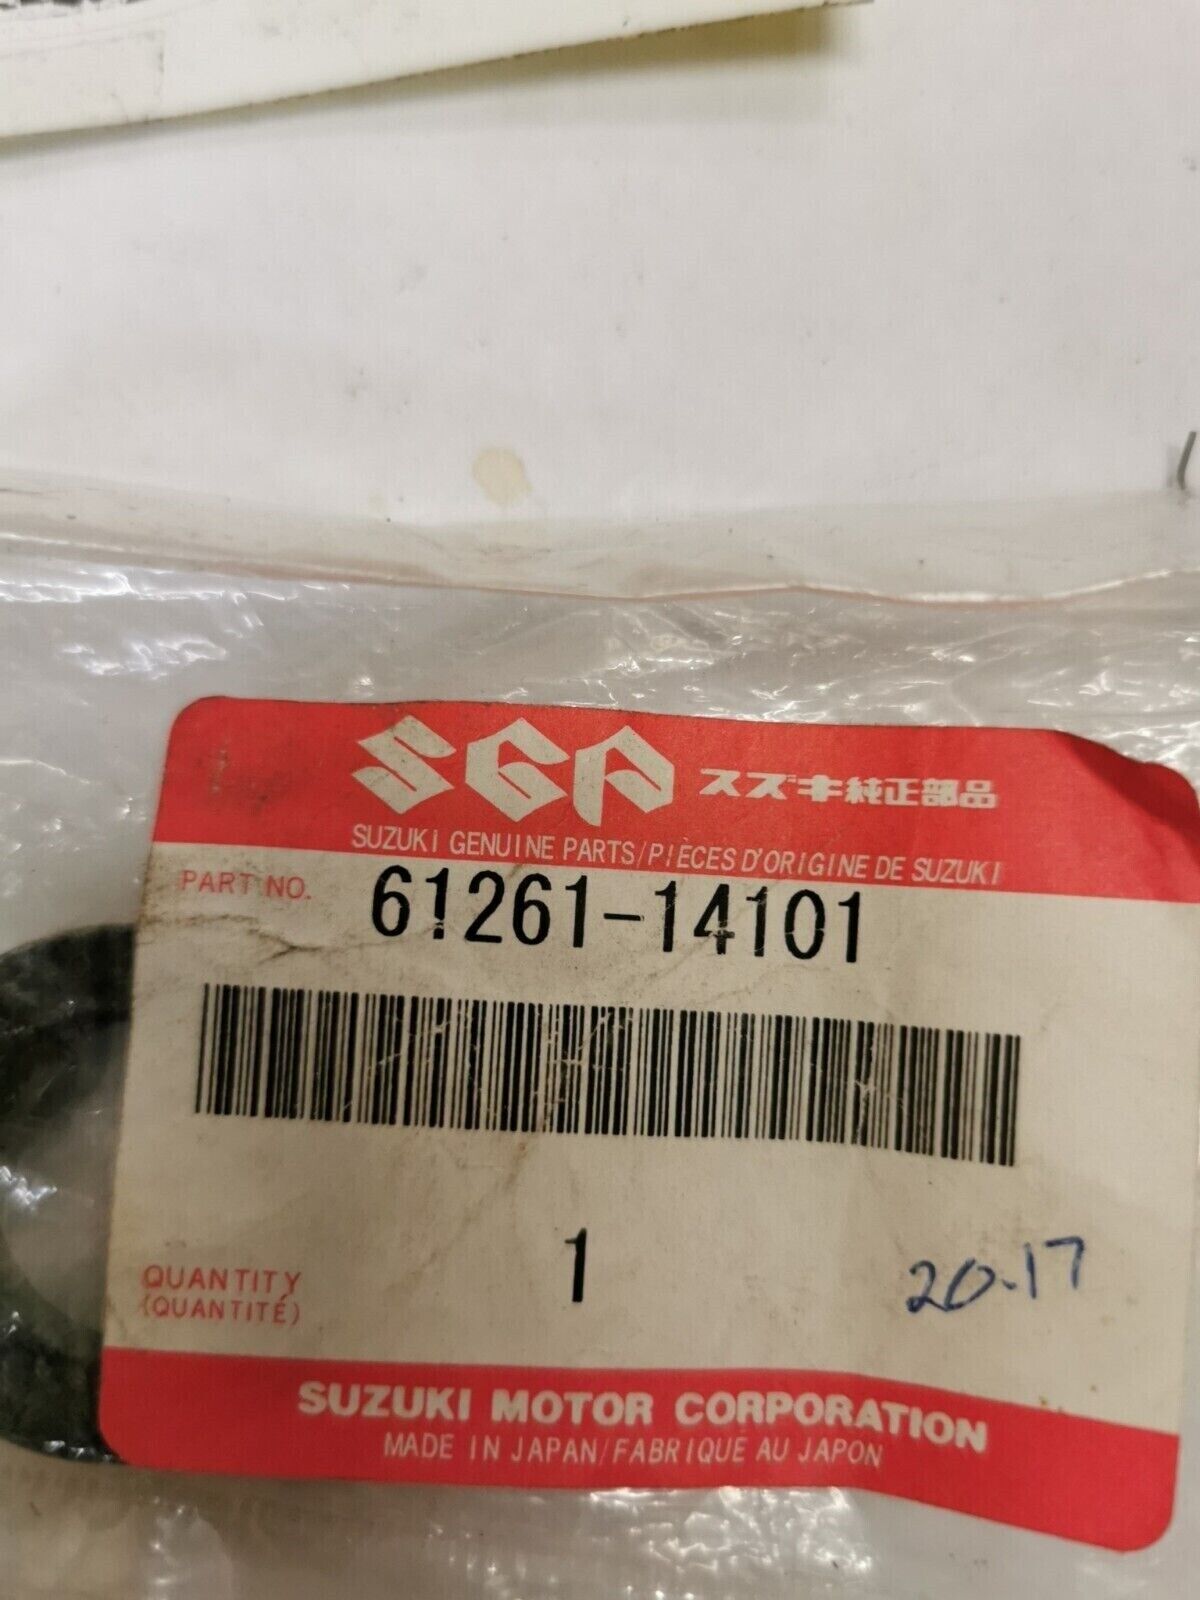 SGP スズキ純正部品
SUZUKI GENUINE PARTS/PIÈCES D'ORIGINE DE SUZUKI
PART NO. 61261-14101
1
20.17
QUANTITY
(QUANTITÉ)
SUZUKI MOTOR CORPORATION
MADE IN JAPAN/FABRIQUE AU JAPON